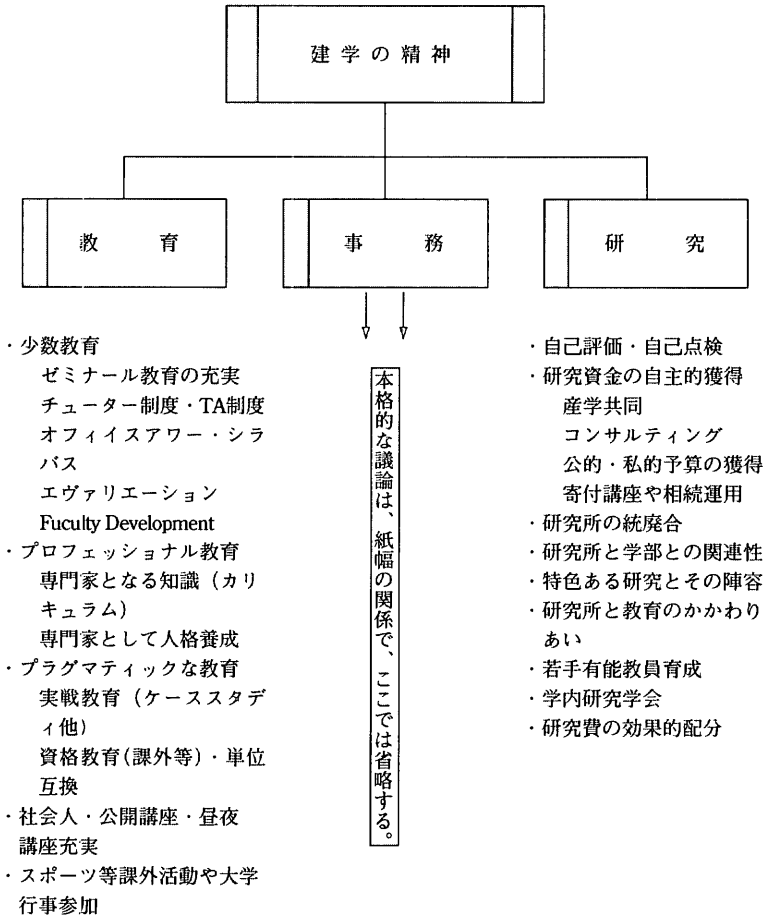 建学の精神
教育
事務
研究
・少数教育
ゼミナール教育の充実
チューター制度・TA制度
オフィイスアワー・シラ
バス
エヴァリエーション
Fuculty Development
・プロフェッショナル教育
専門家となる知識(カリ
キュラム)
専門家として人格養成
・プラグマティックな教育
実戦教育(ケーススタデ
ィ他)
資格教育(課外等)・単位
互換
・社会人・公開講座・昼夜
講座充実
・スポーツ等課外活動や大学
行事参加
本格的な議論は、紙幅の関係で、ここでは省略する。
・自己評価・自己点検
・研究資金の自主的獲得
産学共同
コンサルティング
公的・私的予算の獲得
寄付講座や相続運用
・研究所の統廃合
・研究所と学部との関連性
・特色ある研究とその陣容
・研究所と教育のかかわり
あい
・若手有能教員育成
・学内研究学会
・研究費の効果的配分